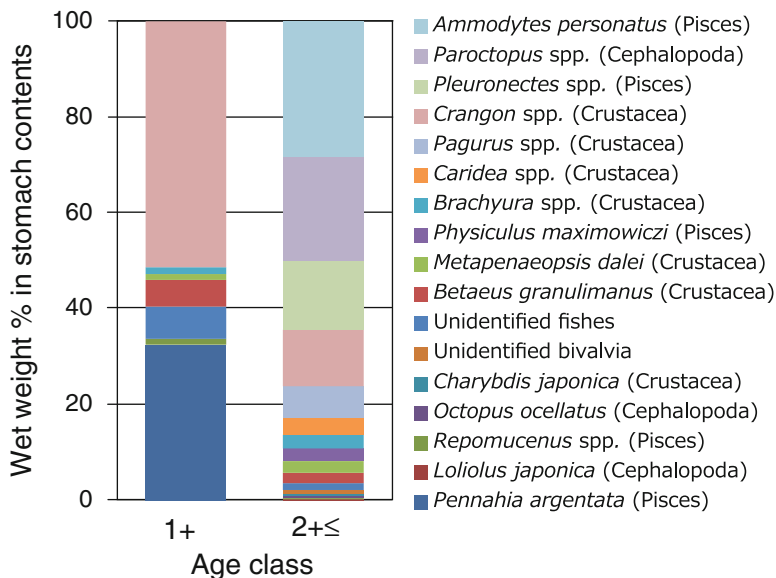 Wet weight % in stomach contents
100
80
60
40
20
0
1+
2+≤
Age class
Ammodytes personatus (Pisces)
Paroctopus spp. (Cephalopoda)
Pleuronectes spp. (Pisces)
Crangon spp. (Crustacea)
Pagurus spp. (Crustacea)
Caridea spp. (Crustacea)
Brachyura spp. (Crustacea)
Physiculus maximowiczi (Pisces)
Metapenaeopsis dalei (Crustacea)
Betaeus granulimanus (Crustacea)
Unidentified fishes
Unidentified bivalvia
Charybdis japonica (Crustacea)
Octopus ocellatus (Cephalopoda)
Repomucenus spp. (Pisces)
Loliolus japonica (Cephalopoda)
Pennahia argentata (Pisces)